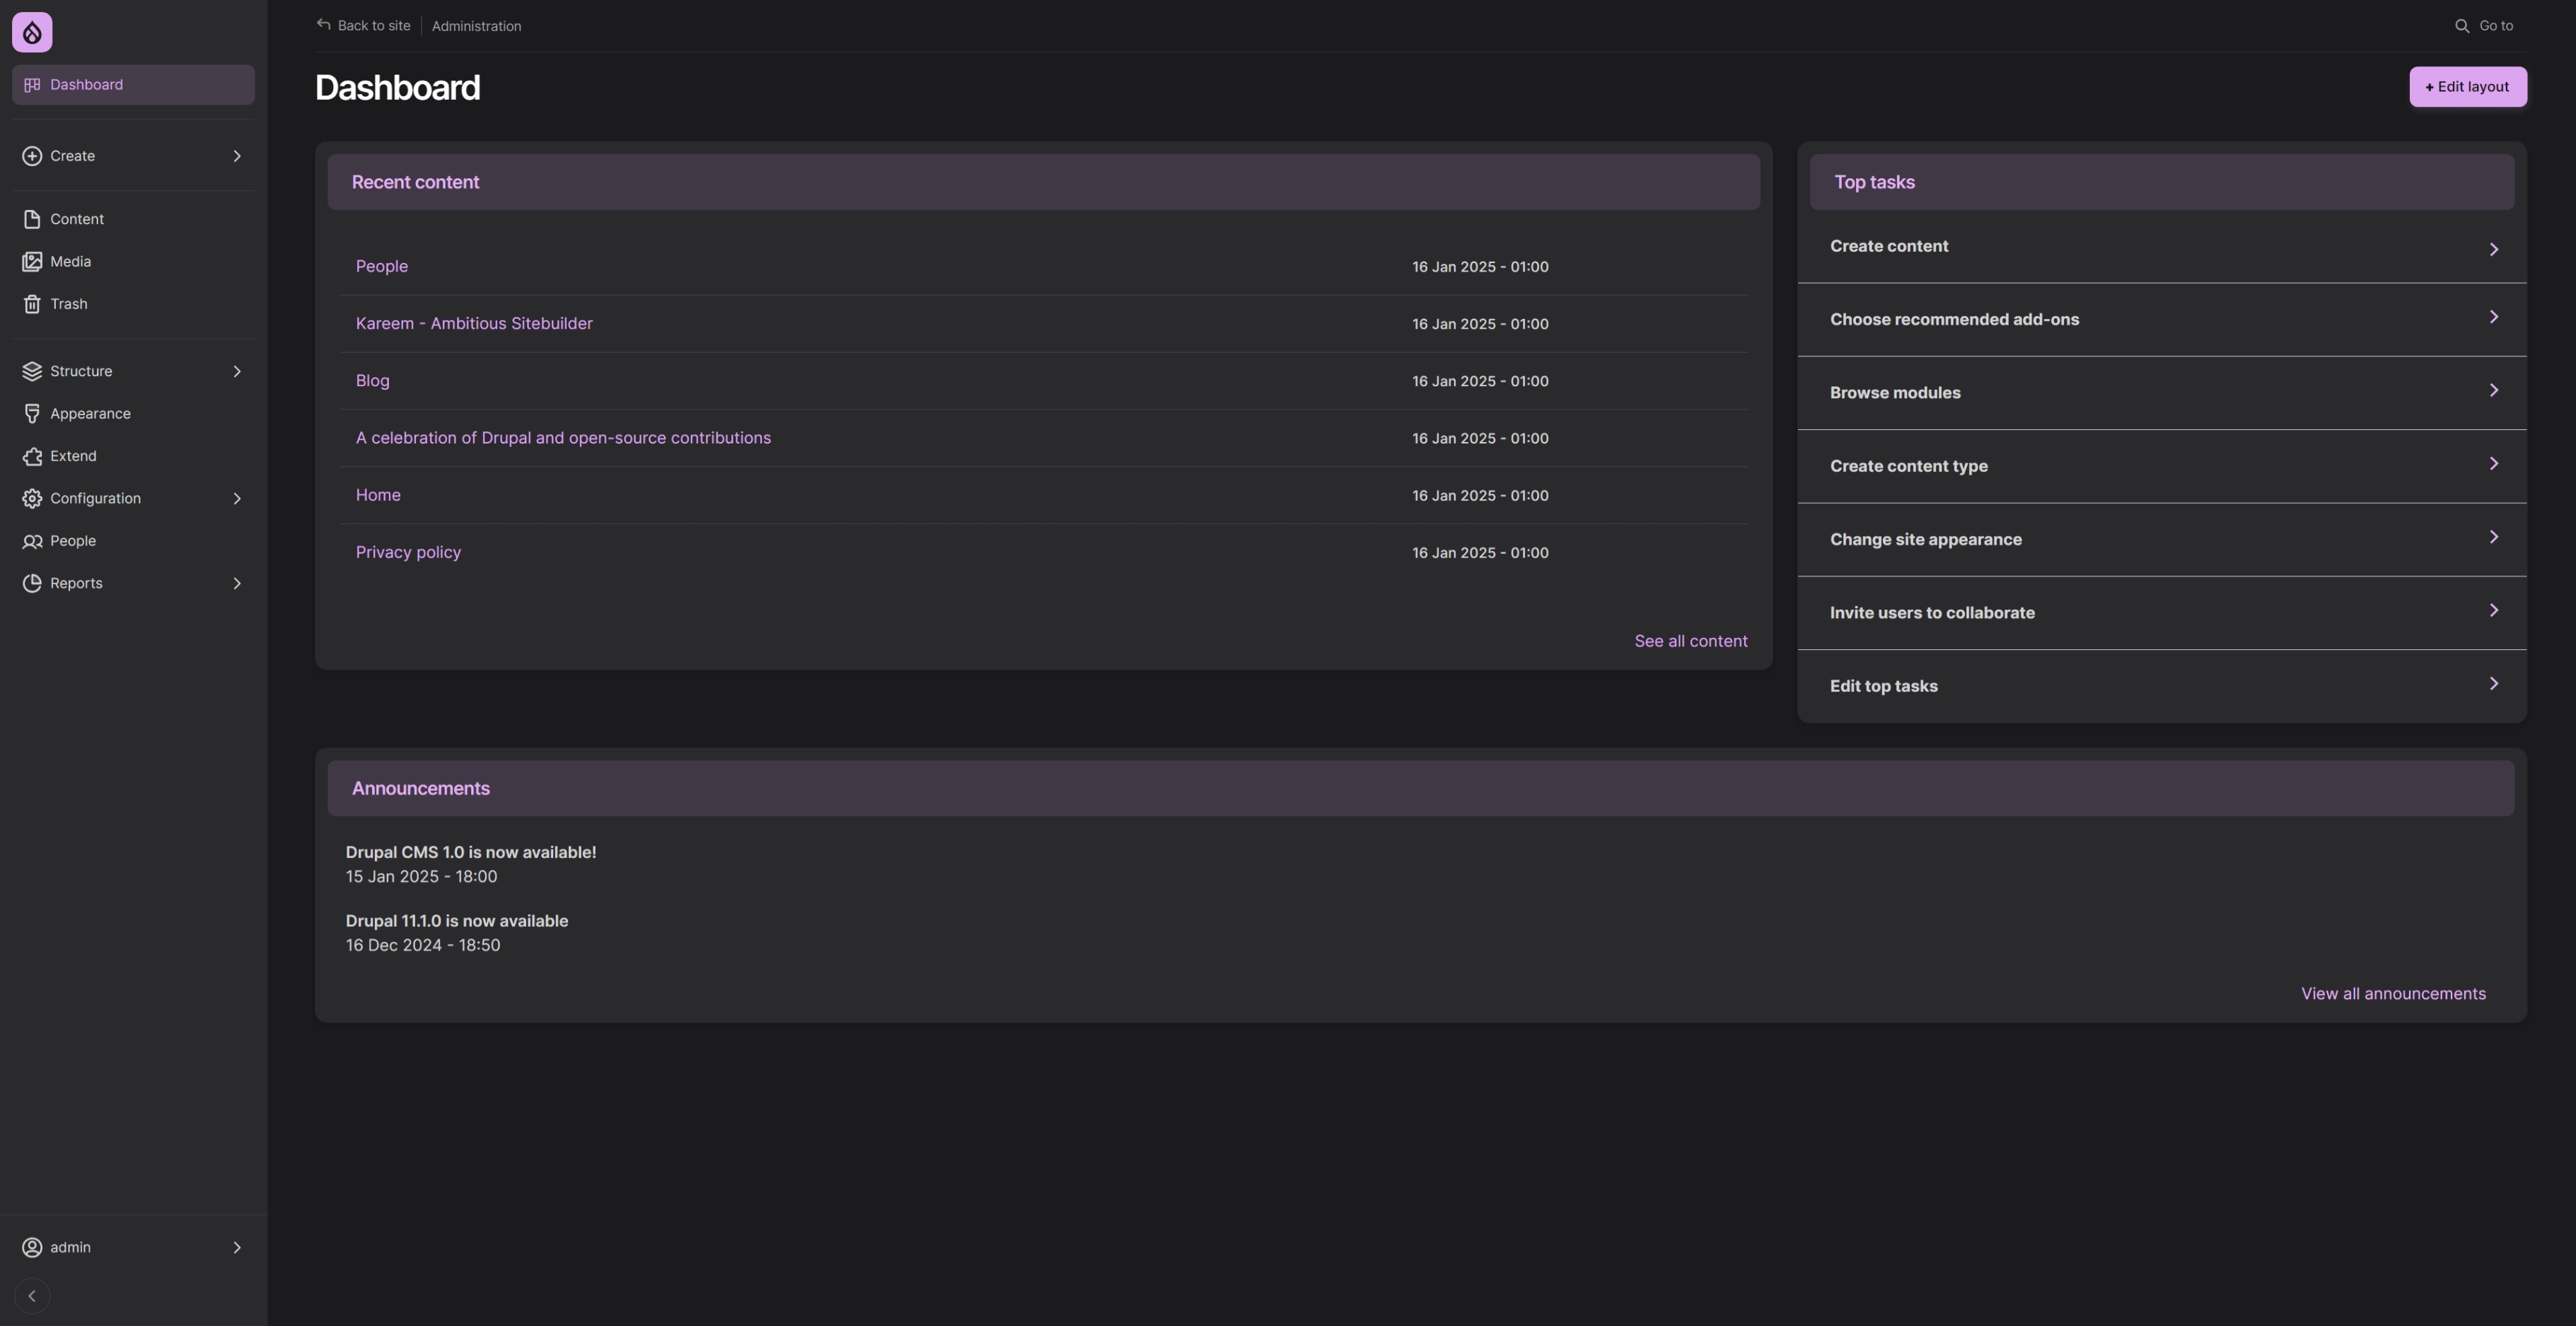 Dashboard
Create
Content
Media
Trash
Structure
Appearance
Extend
Configuration
People
Reports
admin
Back to site
Administration
Go to
Dashboard
+ Edit layout
Recent content
People 16 Jan 2025 - 01:00
Kareem - Ambitious Sitebuilder 16 Jan 2025 - 01:00
Blog 16 Jan 2025 - 01:00
A celebration of Drupal and open-source contributions 16 Jan 2025 - 01:00
Home 16 Jan 2025 - 01:00
Privacy policy 16 Jan 2025 - 01:00
See all content
Top tasks
Create content
Choose recommended add-ons
Browse modules
Create content type
Change site appearance
Invite users to collaborate
Edit top tasks
Announcements
Drupal CMS 1.0 is now available!
15 Jan 2025 - 18:00
Drupal 11.1.0 is now available
16 Dec 2024 - 18:50
View all announcements